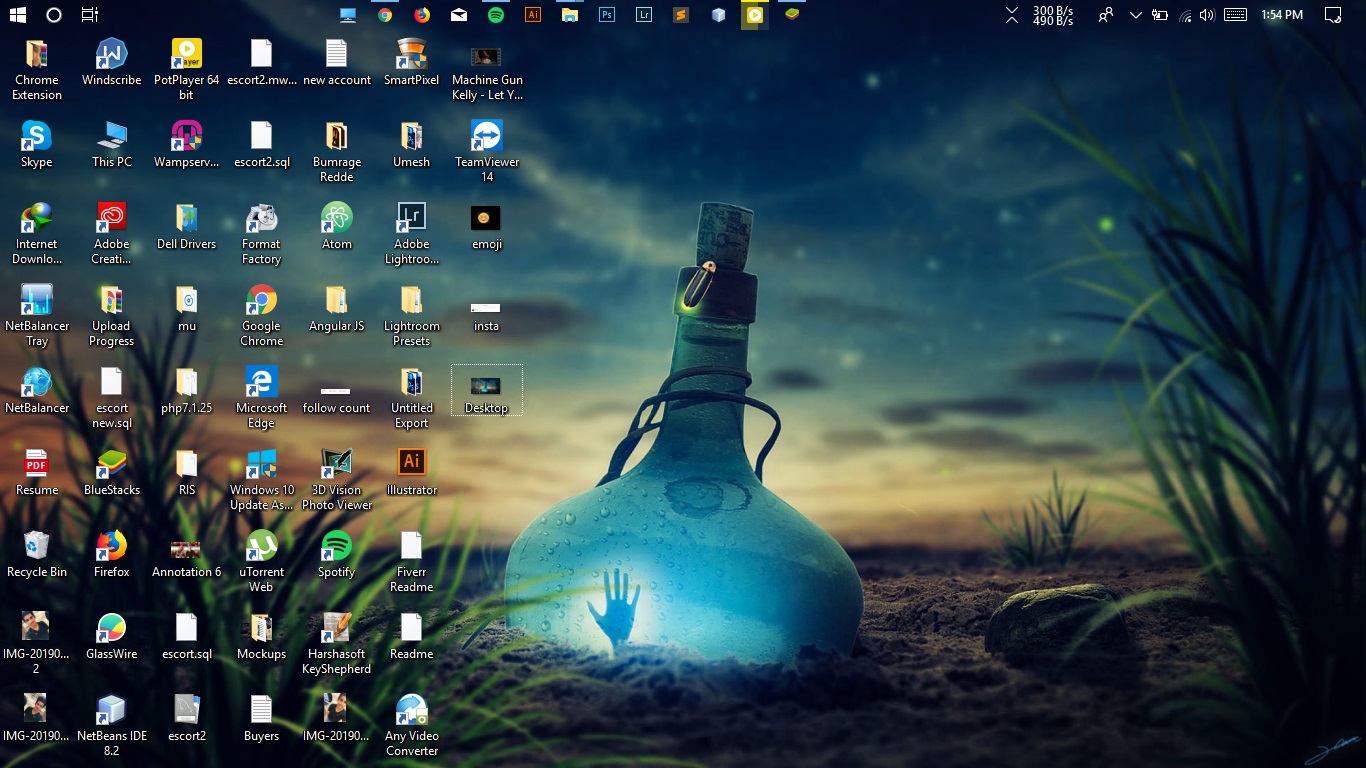 300 B/s
490 B/s
1:54 PM
Chrome
Extension
Windscribe
PotPlayer 64
bit
escort2.mw...
new account
SmartPixel
Machine Gun
Kelly - Let Y...
Skype
This PC
Wampserv...
escort2.sql
Bumrage
Redde
Umesh
TeamViewer
14
Internet
Downlo...
Adobe
Creati...
Dell Drivers
Format
Factory
Atom
Adobe
Lightroo...
emoji
NetBalancer
Tray
Upload
Progress
mu
Google
Chrome
Angular JS
Lightroom
Presets
insta
NetBalancer
escort
new.sql
php7.1.25
Microsoft
Edge
follow count
Untitled
Export
Desktop
Resume
BlueStacks
RIS
Windows 10
Update As...
3D Vision
Photo Viewer
Illustrator
Recycle Bin
Firefox
Annotation 6
uTorrent
Web
Spotify
Fiverr
Readme
IMG-20190...
2
GlassWire
escort.sql
Mockups
Harshasoft
KeyShepherd
Readme
IMG-20190...
NetBeans IDE
8.2
escort2
Buyers
IMG-20190...
Any Video
Converter